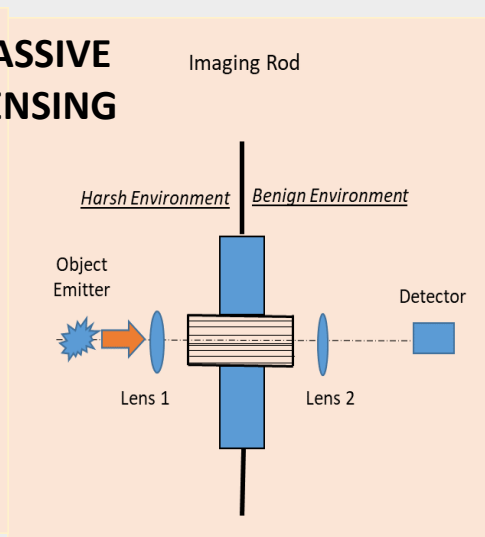 ASSIVE
ENSING
Imaging Rod
Harsh Environment
Benign Environment
Object
Emitter
Detector
Lens 1
Lens 2